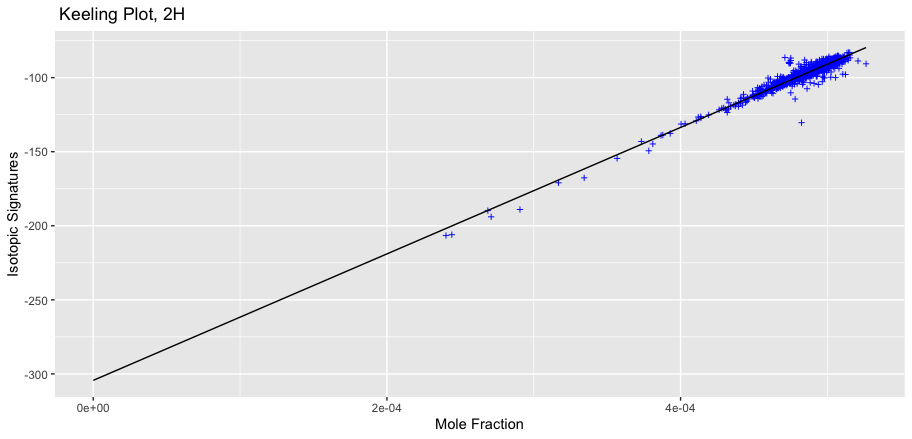 Keeling Plot, 2H
Isotopic Signatures
-100
-150
-200
-250
-300
0e+00
2e-04
4e-04
Mole Fraction